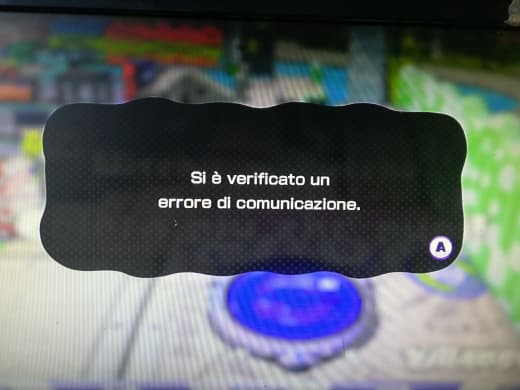 Si è verificato un
errore di comunicazione.
A